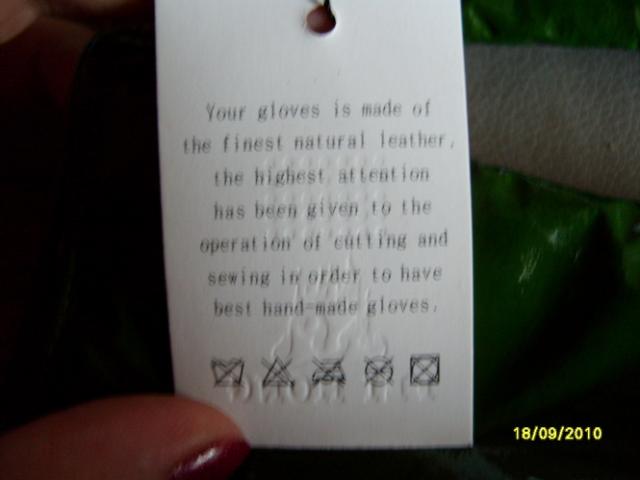 Your gloves is made of
the finest natural leather.
the highest attention
has been given to the
operation of cutting and
sewing in order to have
best hand-made gloves.
18/09/2010